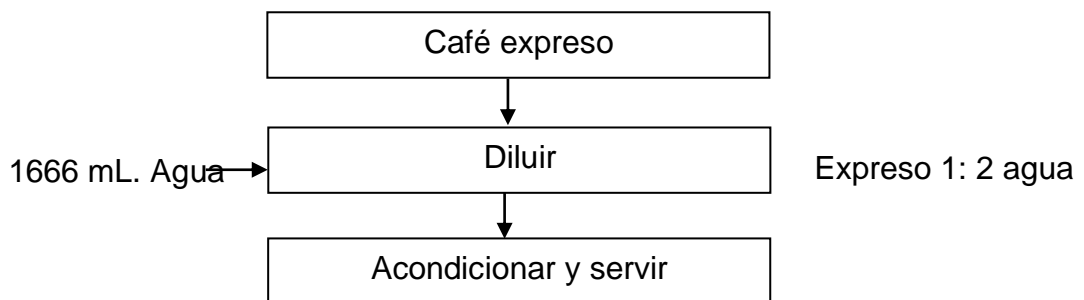 Café expreso
Diluir
1666 mL. Agua
Expreso 1: 2 agua
Acondicionar y servir